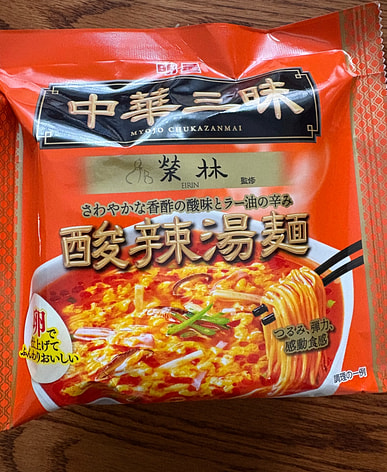 明星
中華三昧
MYOJO CHUKAZANMAI
榮林
EIRIN
監修
さわやかな香酢の酸味とラー油の辛み
酸辣湯麺
卵で
仕上げて
ふんわりおいしい
つるみ、弾力、
感動食感
調理の一例